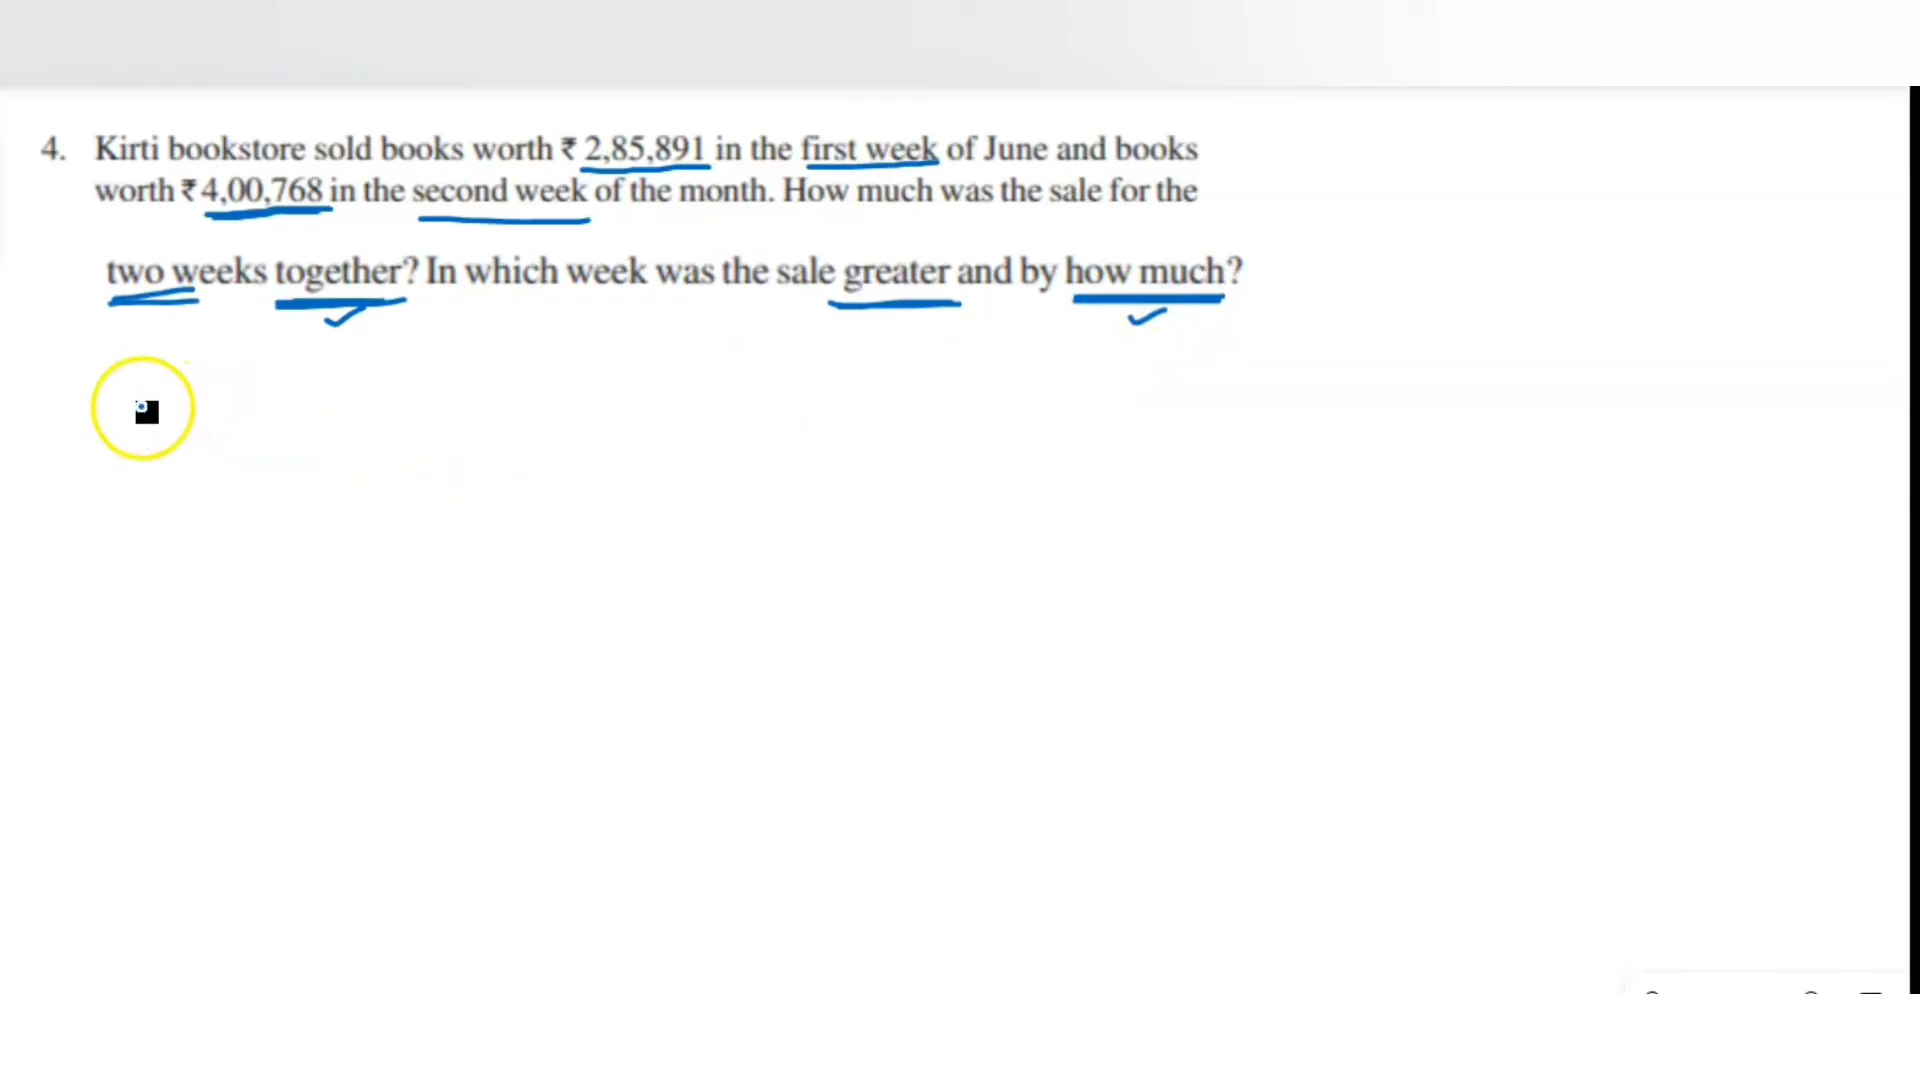 4. Kirti bookstore sold books worth ₹ 2,85,891 in the first week of June and books
worth ₹ 4,00,768 in the second week of the month. How much was the sale for the
two weeks together? In which week was the sale greater and by how much?